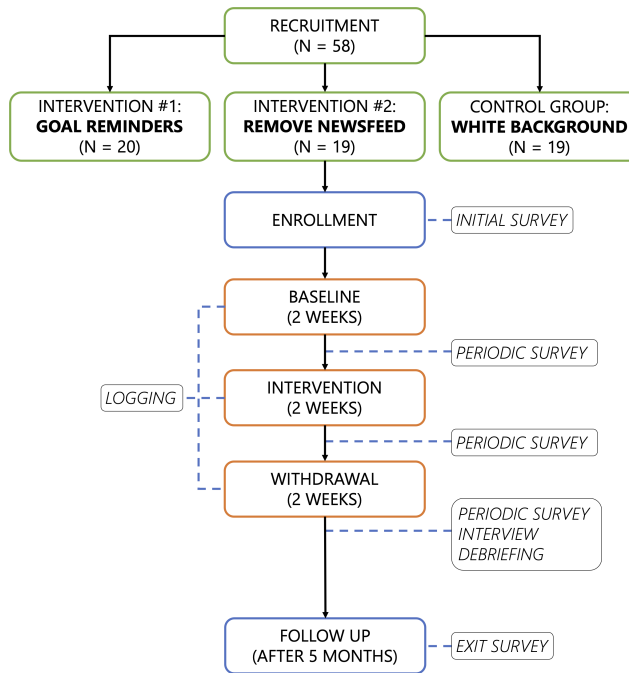 RECRUITMENT
(N = 58)
INTERVENTION #1:
GOAL REMINDERS
(N = 20)
INTERVENTION #2:
REMOVE NEWSFEED
(N = 19)
CONTROL GROUP:
WHITE BACKGROUND
(N = 19)
ENROLLMENT
INITIAL SURVEY
BASELINE
(2 WEEKS)
PERIODIC SURVEY
LOGGING
INTERVENTION
(2 WEEKS)
PERIODIC SURVEY
WITHDRAWAL
(2 WEEKS)
PERIODIC SURVEY
INTERVIEW
DEBRIEFING
FOLLOW UP
(AFTER 5 MONTHS)
EXIT SURVEY